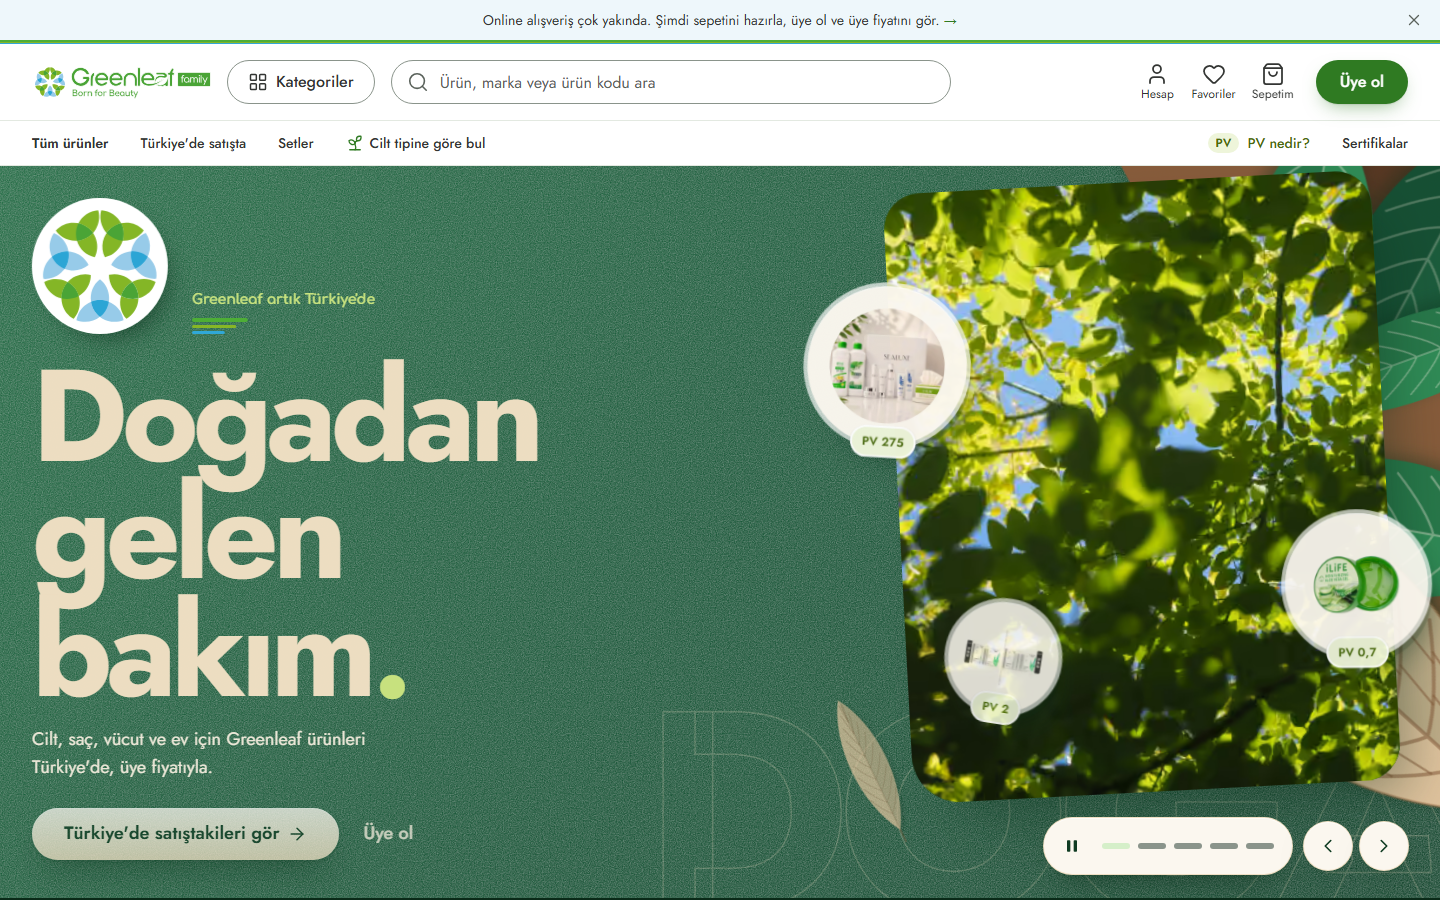 Online alışveriş çok yakında. Şimdi sepetini hazırla, üye ol ve üye fiyatını gör. →
Greenleaf family
Born for Beauty
Kategoriler
Ürün, marka veya ürün kodu ara
Hesap
Favoriler
Sepetim
Üye ol
Tüm ürünler
Türkiye'de satışta
Setler
Cilt tipine göre bul
PV
PV nedir?
Sertifikalar
Greenleaf artık Türkiye'de
Doğadan
gelen
bakım.
Cilt, saç, vücut ve ev için Greenleaf ürünleri
Türkiye'de, üye fiyatıyla.
Türkiye'de satıştakileri gör →
Üye ol
PV 275
iLiFE
PV 0,7
PV 2